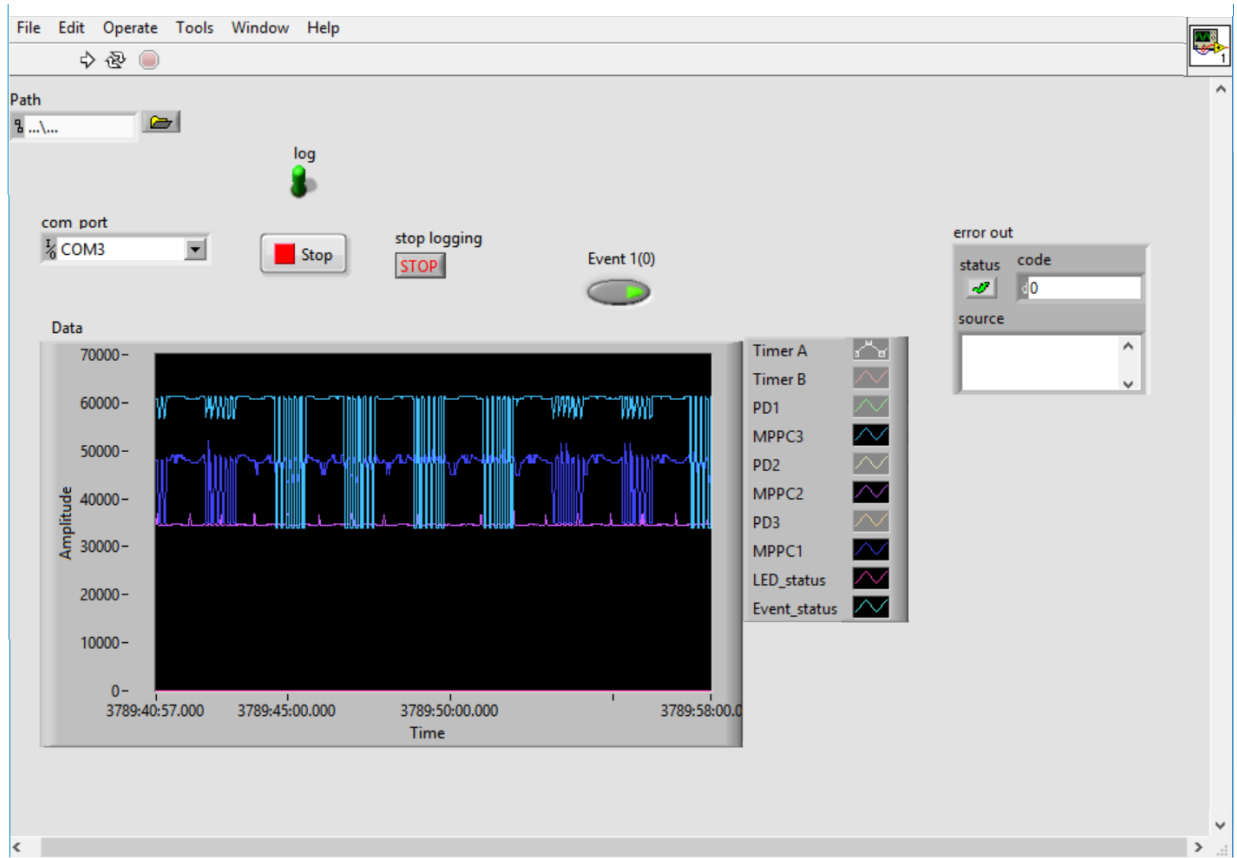 File Edit Operate Tools Window Help
1
Path
...\...
log
com port
COM3
Stop
stop logging
STOP
Event 1(0)
error out
status
code
d 0
source
Data
70000
60000
50000
40000
30000
20000
10000
0
Amplitude
3789:40:57.000 3789:45:00.000 3789:50:00.000 3789:58:00.0
Time
Timer A
Timer B
PD1
MPPC3
PD2
MPPC2
PD3
MPPC1
LED_status
Event_status